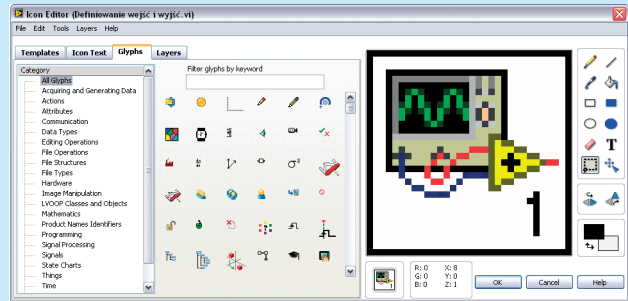 Icon Editor (Definiowanie wejść i wyjść.vi)
File Edit Tools Layers Help
Templates Icon Text Glyphs Layers
Category
All Glyphs
Acquiring and Generating Data
Actions
Attributes
Communication
Data Types
Editing Operations
File Operations
File Structures
File Types
Hardware
Image Manipulation
LVOOP Classes and Objects
Mathematics
Product Names Identifiers
Programming
Signal Processing
Signals
State Charts
Things
Time
Filter glyphs by keyword
σ²
1
T
R: 0 X: 8
G: 0 Y: 0
B: 0 Z: 1
OK Cancel Help